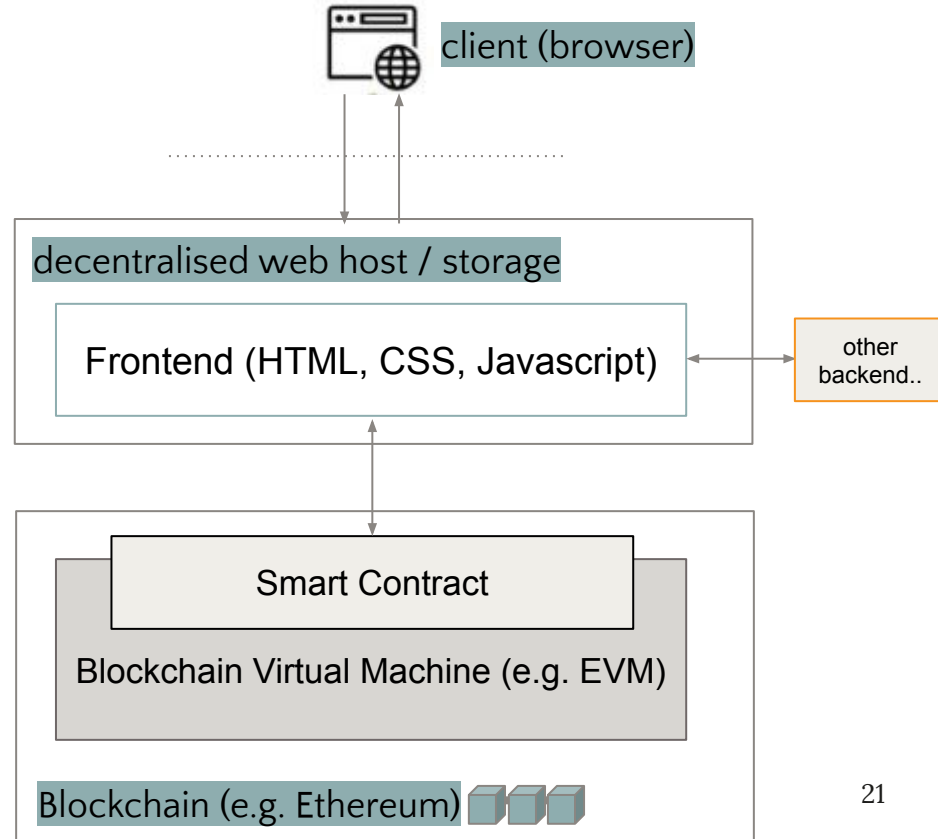 client (browser)
decentralised web host / storage
Frontend (HTML, CSS, Javascript)
other
backend..
Smart Contract
Blockchain Virtual Machine (e.g. EVM)
Blockchain (e.g. Ethereum)
21